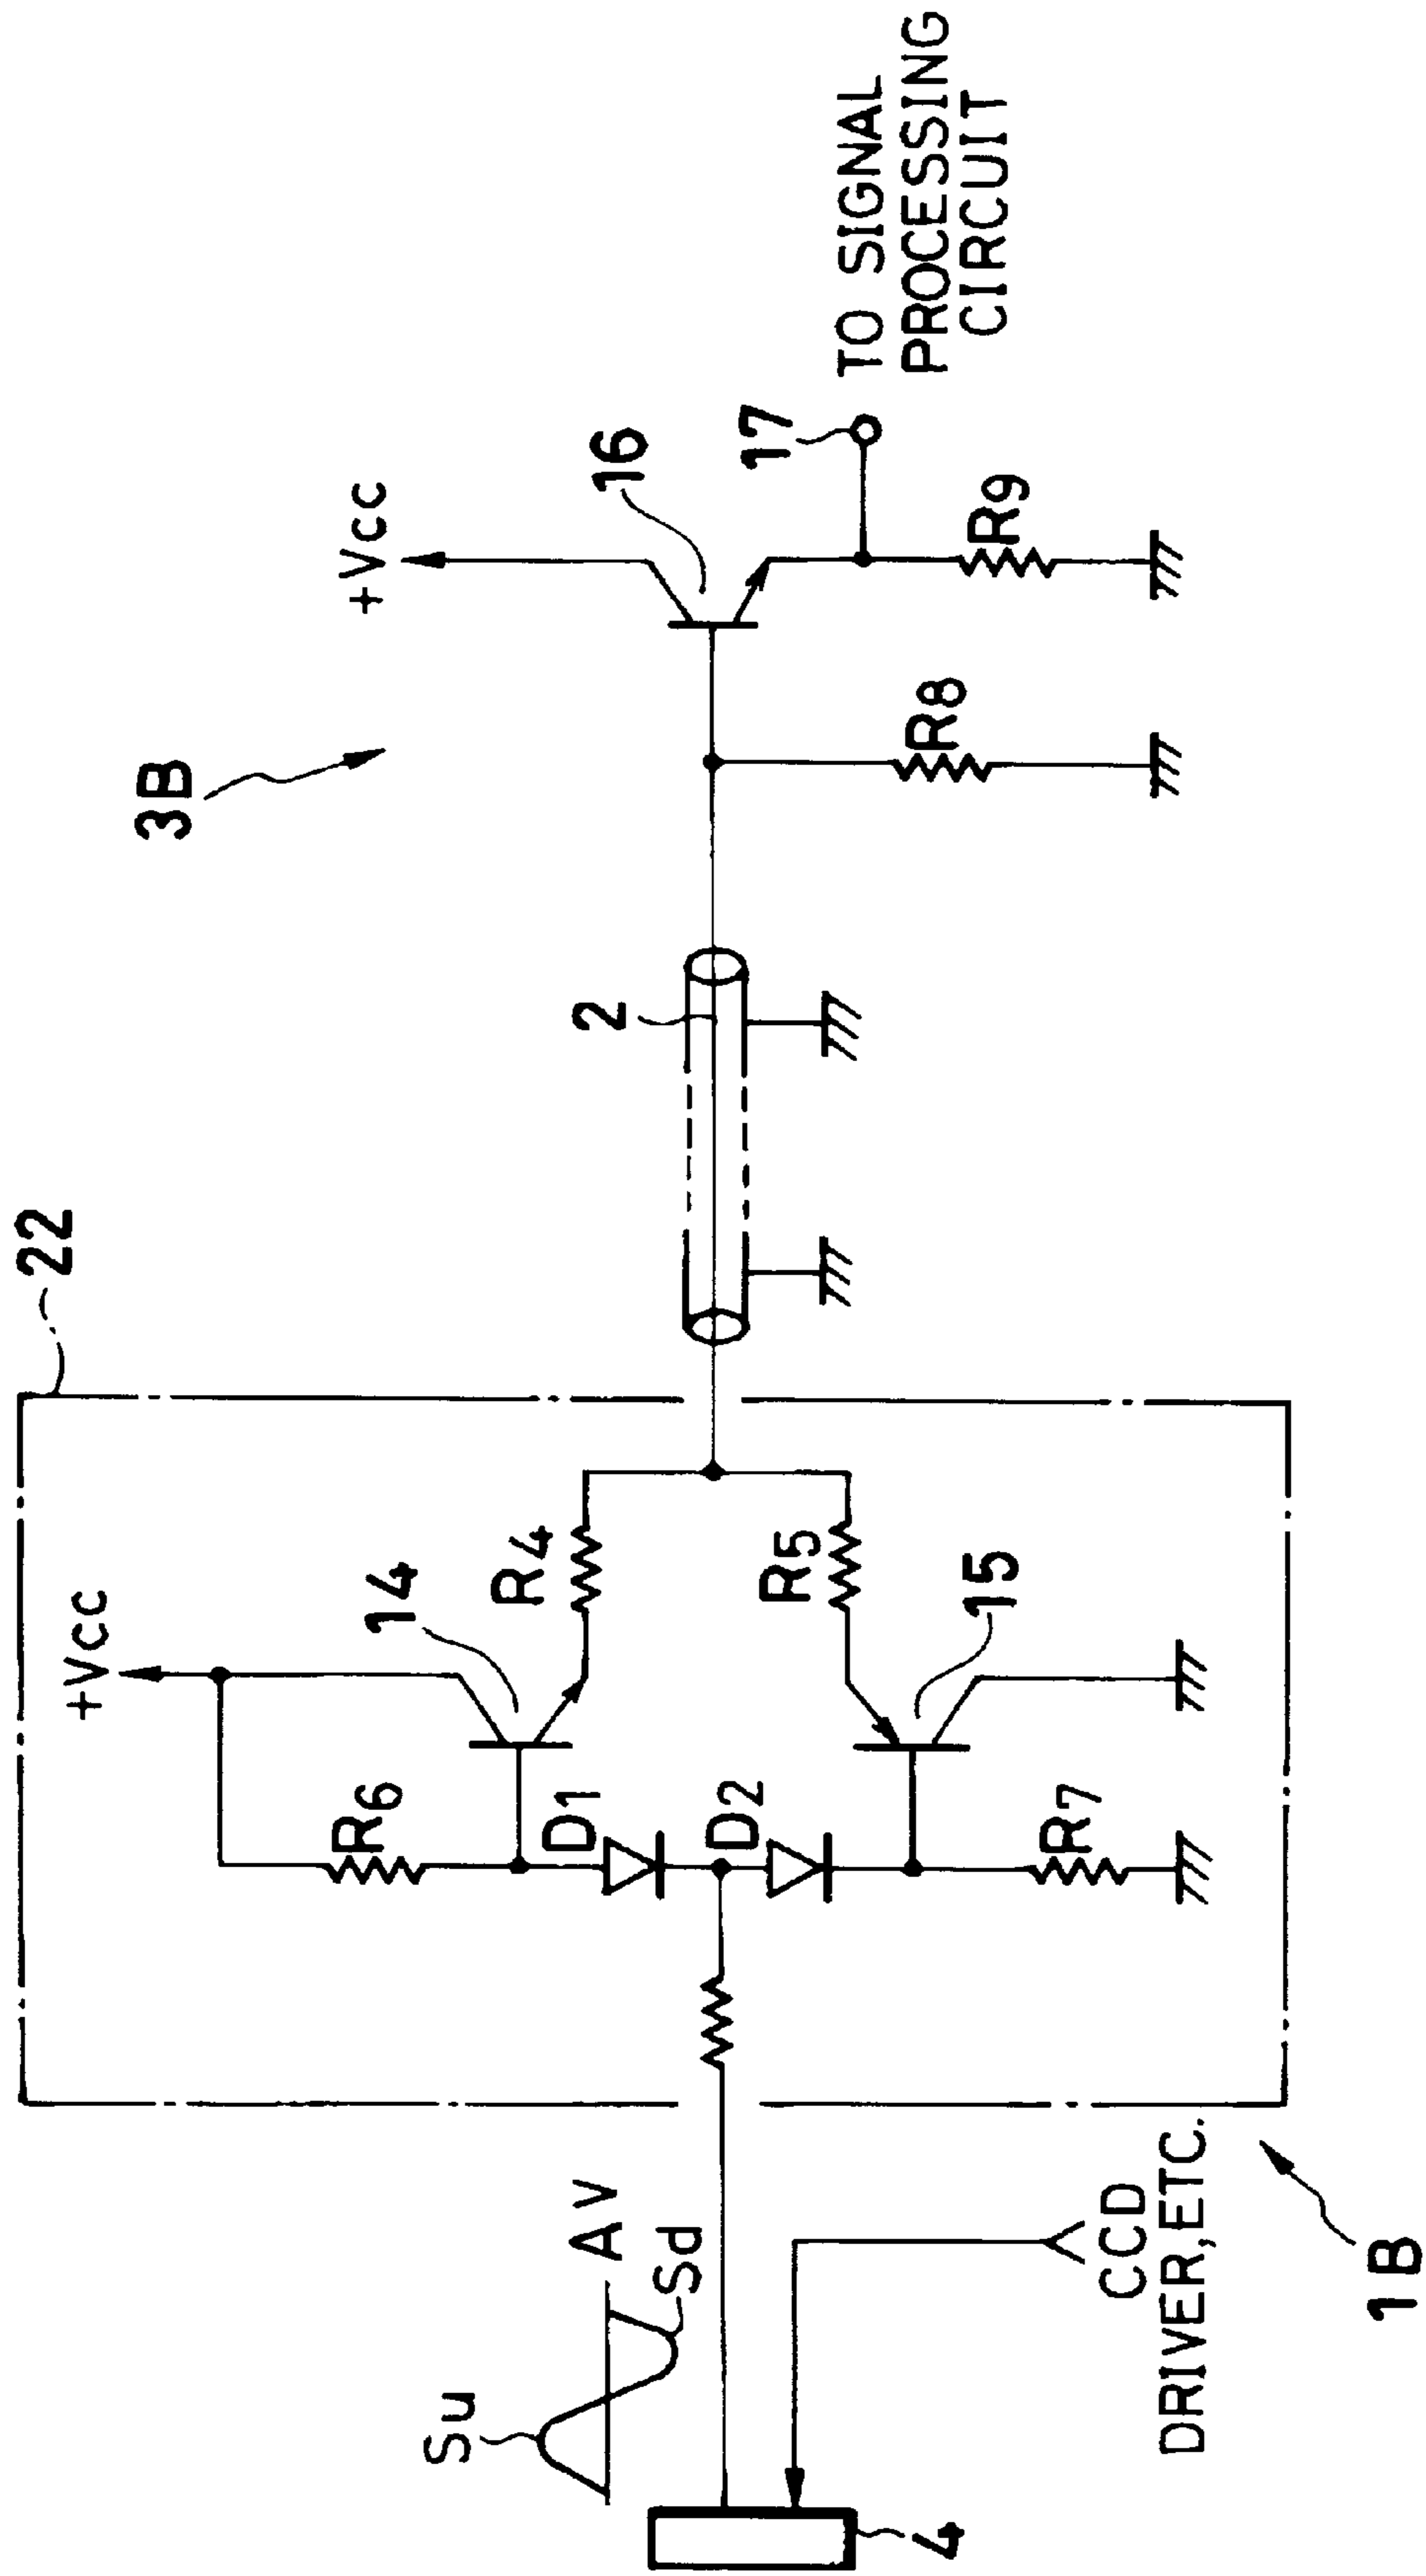 22
+Vcc
R6
14
R4
D1
D2
R5
15
R7
Su
AV
Sd
4
CCD
DRIVER,ETC.
1B
2
3B
+Vcc
16
17
R8
R9
TO SIGNAL
PROCESSING
CIRCUIT